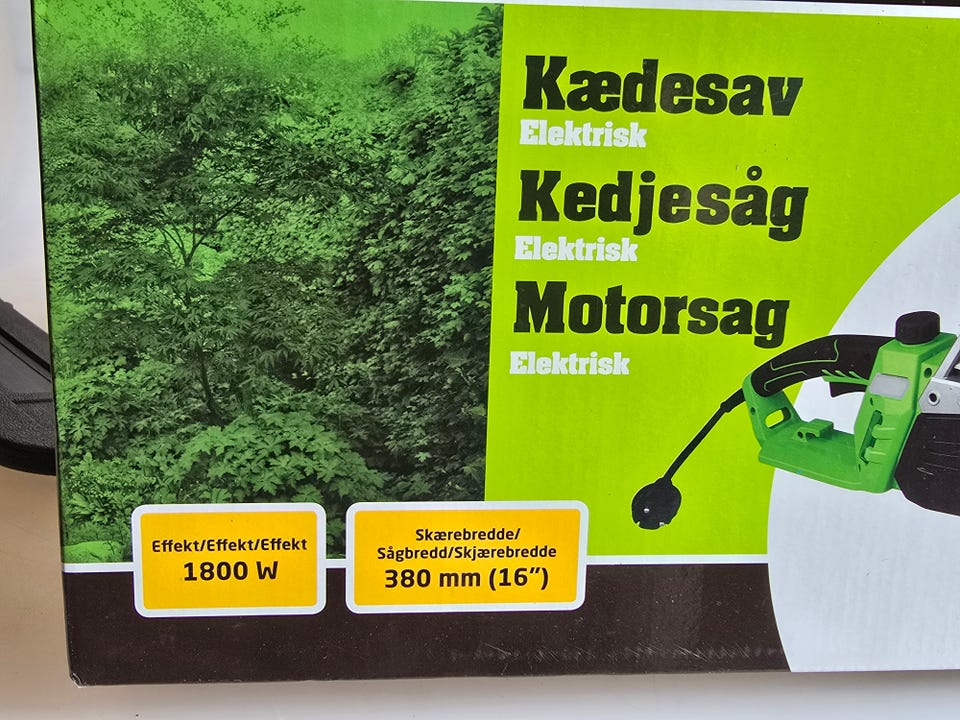 Kædesav
Elektrisk
Kedjesåg
Elektrisk
Motorsag
Elektrisk
Effekt/Effekt/Effekt
1800 W
Skærebredde/
Sågbredd/Skjærebredde
380 mm (16”)